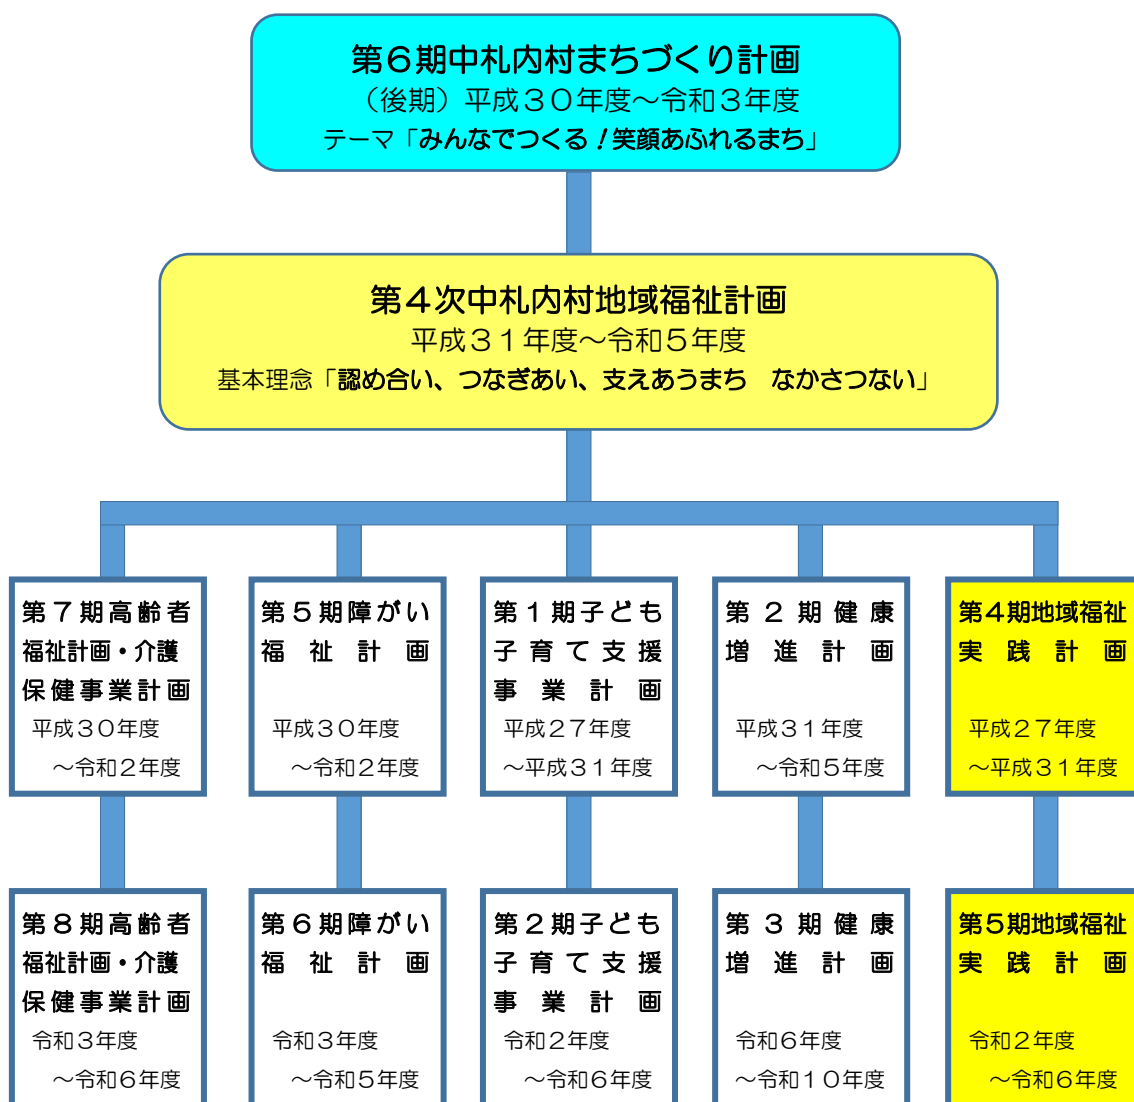 第６期中札内村まちづくり計画
（後期）平成３０年度～令和３年度
テーマ「みんなでつくる！笑顔あふれるまち」
第４次中札内村地域福祉計画
平成３１年度～令和５年度
基本理念「認め合い、つなぎあい、支えあうまち　なかさつない」
第７期高齢者
福祉計画・介護
保健事業計画
平成３０年度
～令和２年度
第５期障がい
福祉計画
平成３０年度
～令和２年度
第１期子ども
子育て支援
事業計画
平成２７年度
～平成３１年度
第２期健康
増進計画
平成３１年度
～令和５年度
第４期地域福祉
実践計画
平成２７年度
～平成３１年度
第８期高齢者
福祉計画・介護
保健事業計画
令和３年度
～令和６年度
第６期障がい
福祉計画
令和３年度
～令和５年度
第２期子ども
子育て支援
事業計画
令和２年度
～令和６年度
第３期健康
増進計画
令和６年度
～令和１０年度
第５期地域福祉
実践計画
令和２年度
～令和６年度